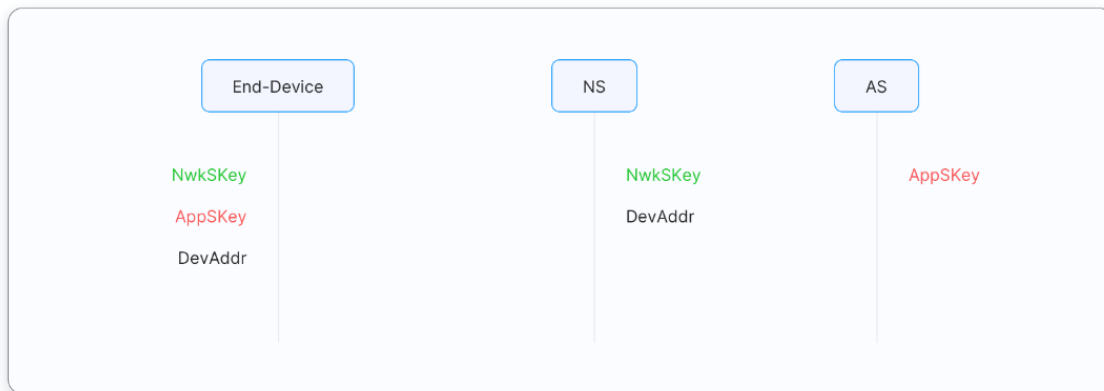 End-Device
NS
AS
NwkSKey
AppSKey
DevAddr
NwkSKey
DevAddr
AppSKey